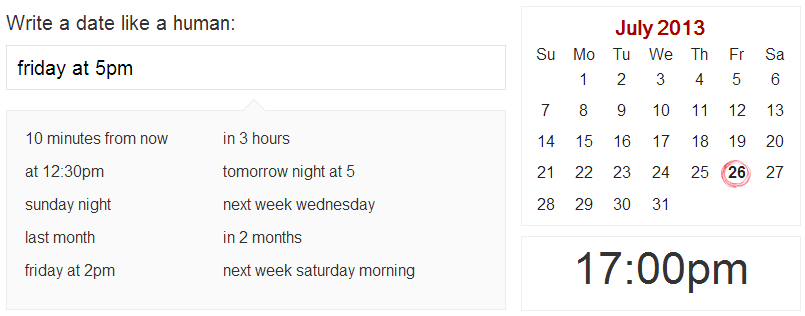 Write a date like a human:
friday at 5pm
10 minutes from now in 3 hours
at 12:30pm tomorrow night at 5
sunday night next week wednesday
last month in 2 months
friday at 2pm next week saturday morning
July 2013
Su Mo Tu We Th Fr Sa
1 2 3 4 5 6
7 8 9 10 11 12 13
14 15 16 17 18 19 20
21 22 23 24 25 26 27
28 29 30 31
17:00pm